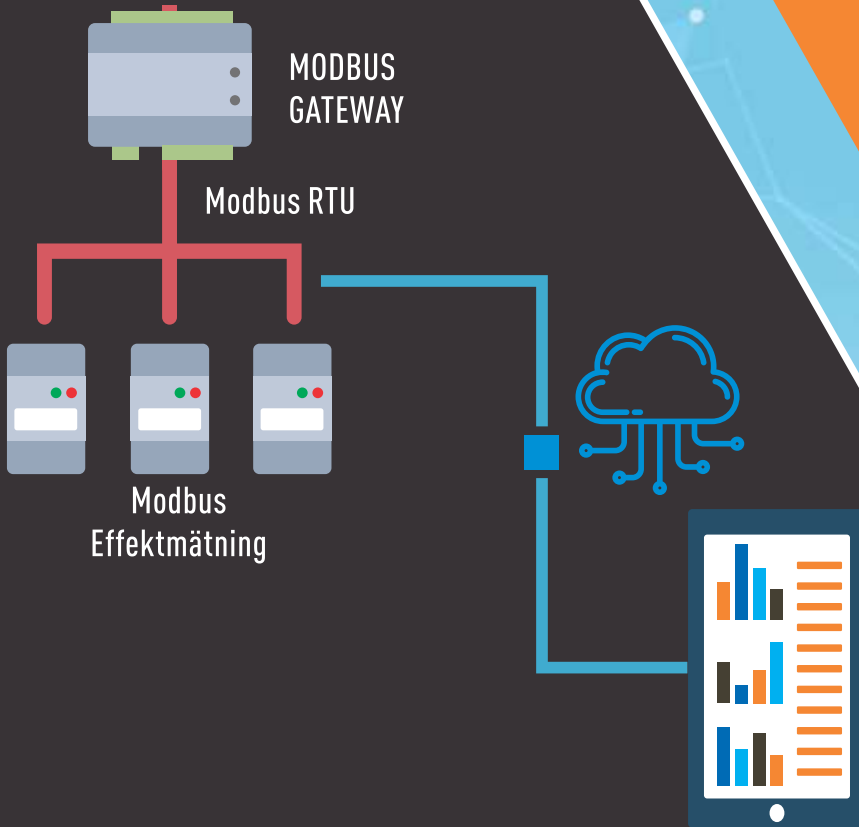 MODBUS
GATEWAY
Modbus RTU
Modbus
Effektmätning